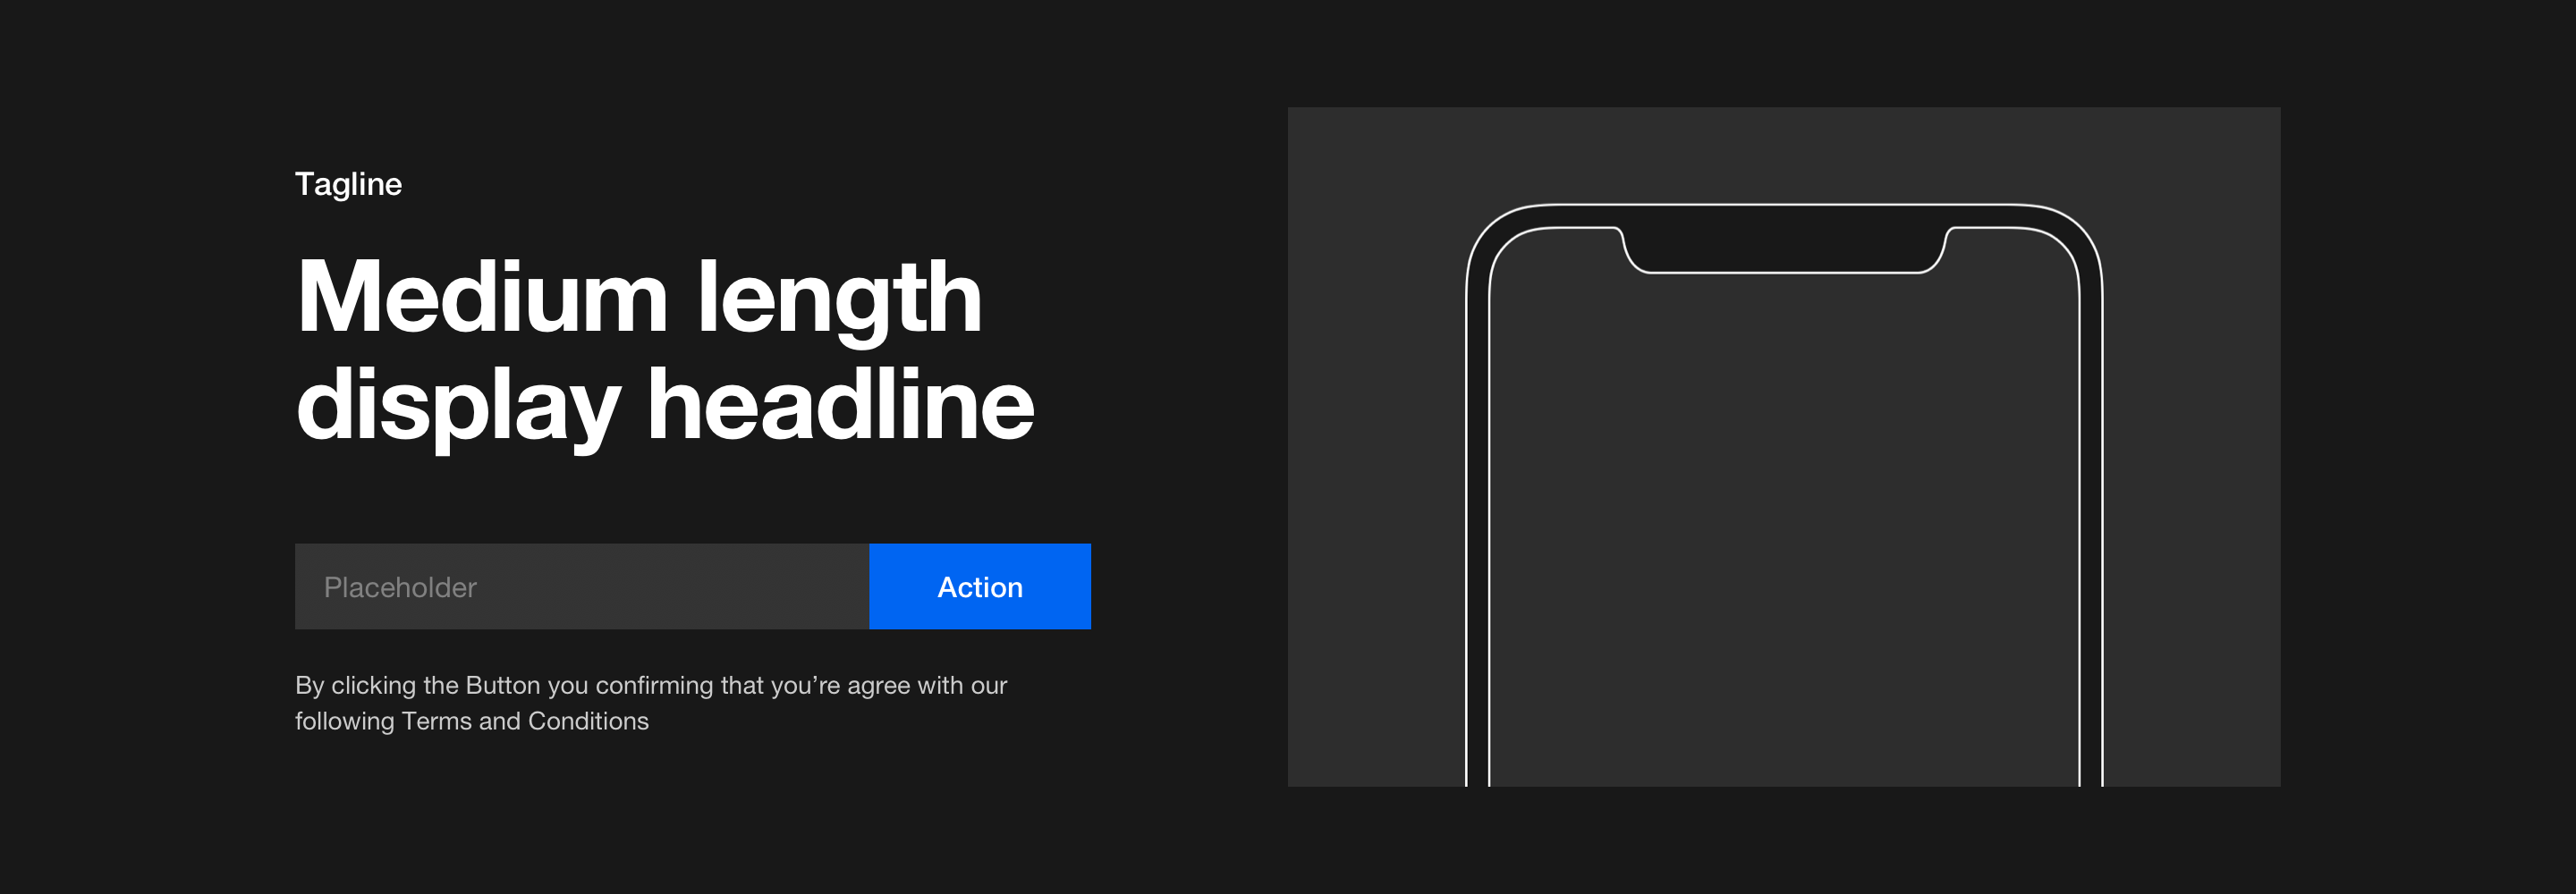 Tagline
Medium length
display headline
Placeholder
Action
By clicking the Button you confirming that you’re agree with our
following Terms and Conditions